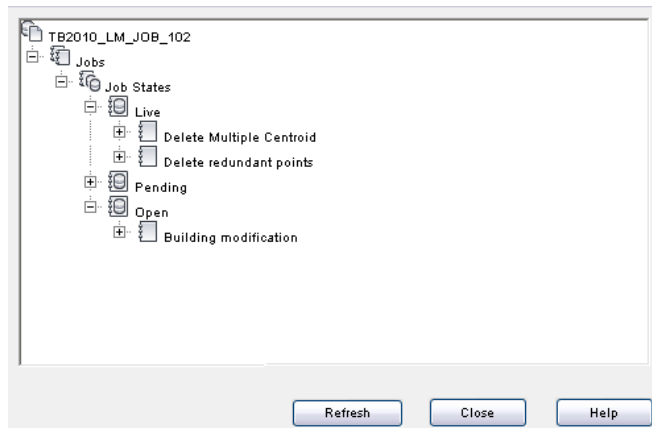 TB2010_LM_JOB_102
Jobs
Job States
Live
Delete Multiple Centroid
Delete redundant points
Pending
Open
Building modification
Refresh Close Help